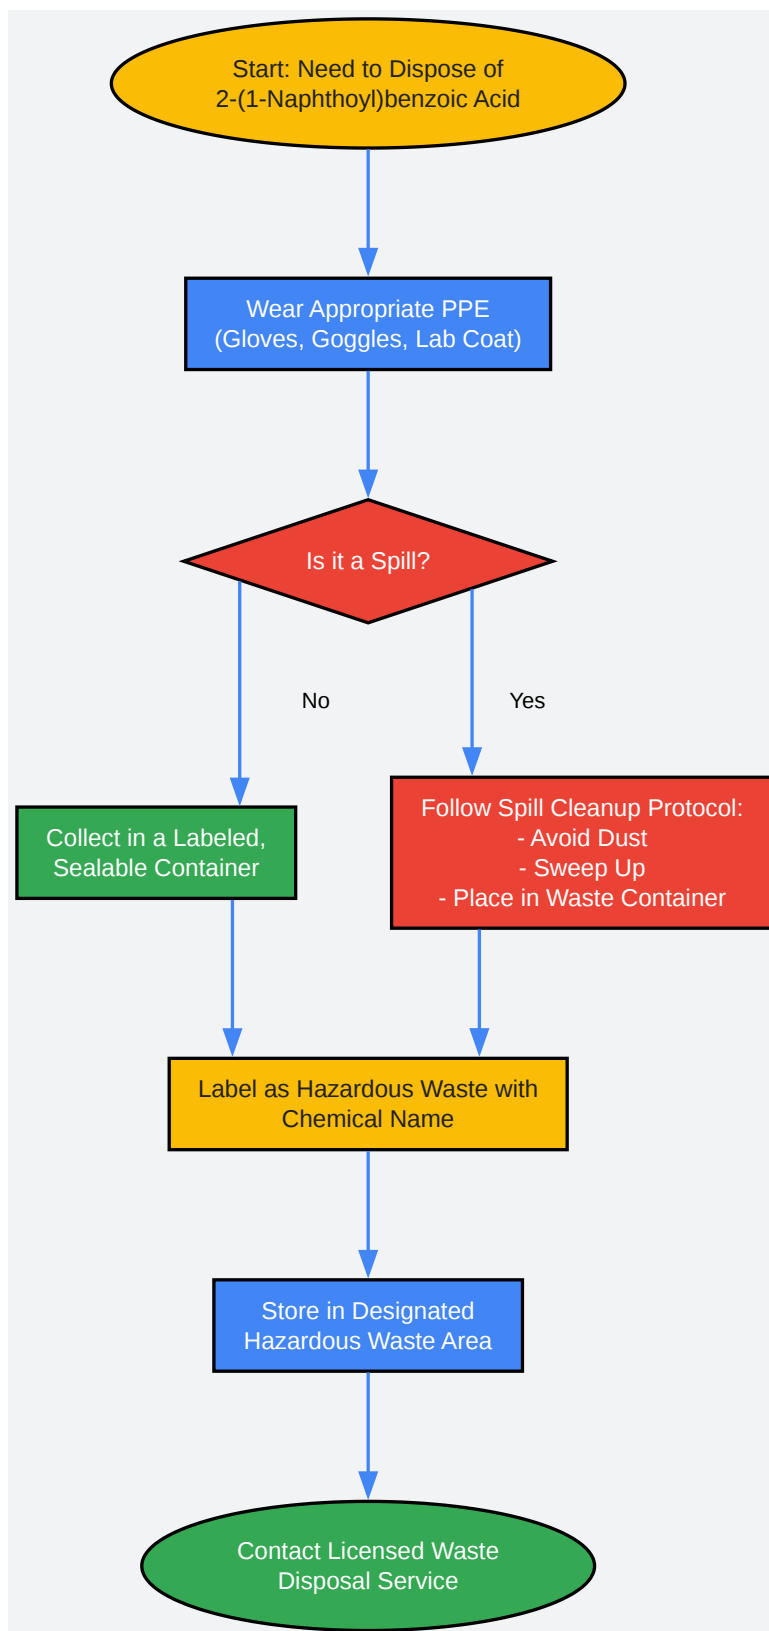 Start: Need to Dispose of
2-(1-Naphthoyl)benzoic Acid
Wear Appropriate PPE
(Gloves, Goggles, Lab Coat)
Is it a Spill?
No
Yes
Collect in a Labeled,
Sealable Container
Follow Spill Cleanup Protocol:
- Avoid Dust
- Sweep Up
- Place in Waste Container
Label as Hazardous Waste with
Chemical Name
Store in Designated
Hazardous Waste Area
Contact Licensed Waste
Disposal Service